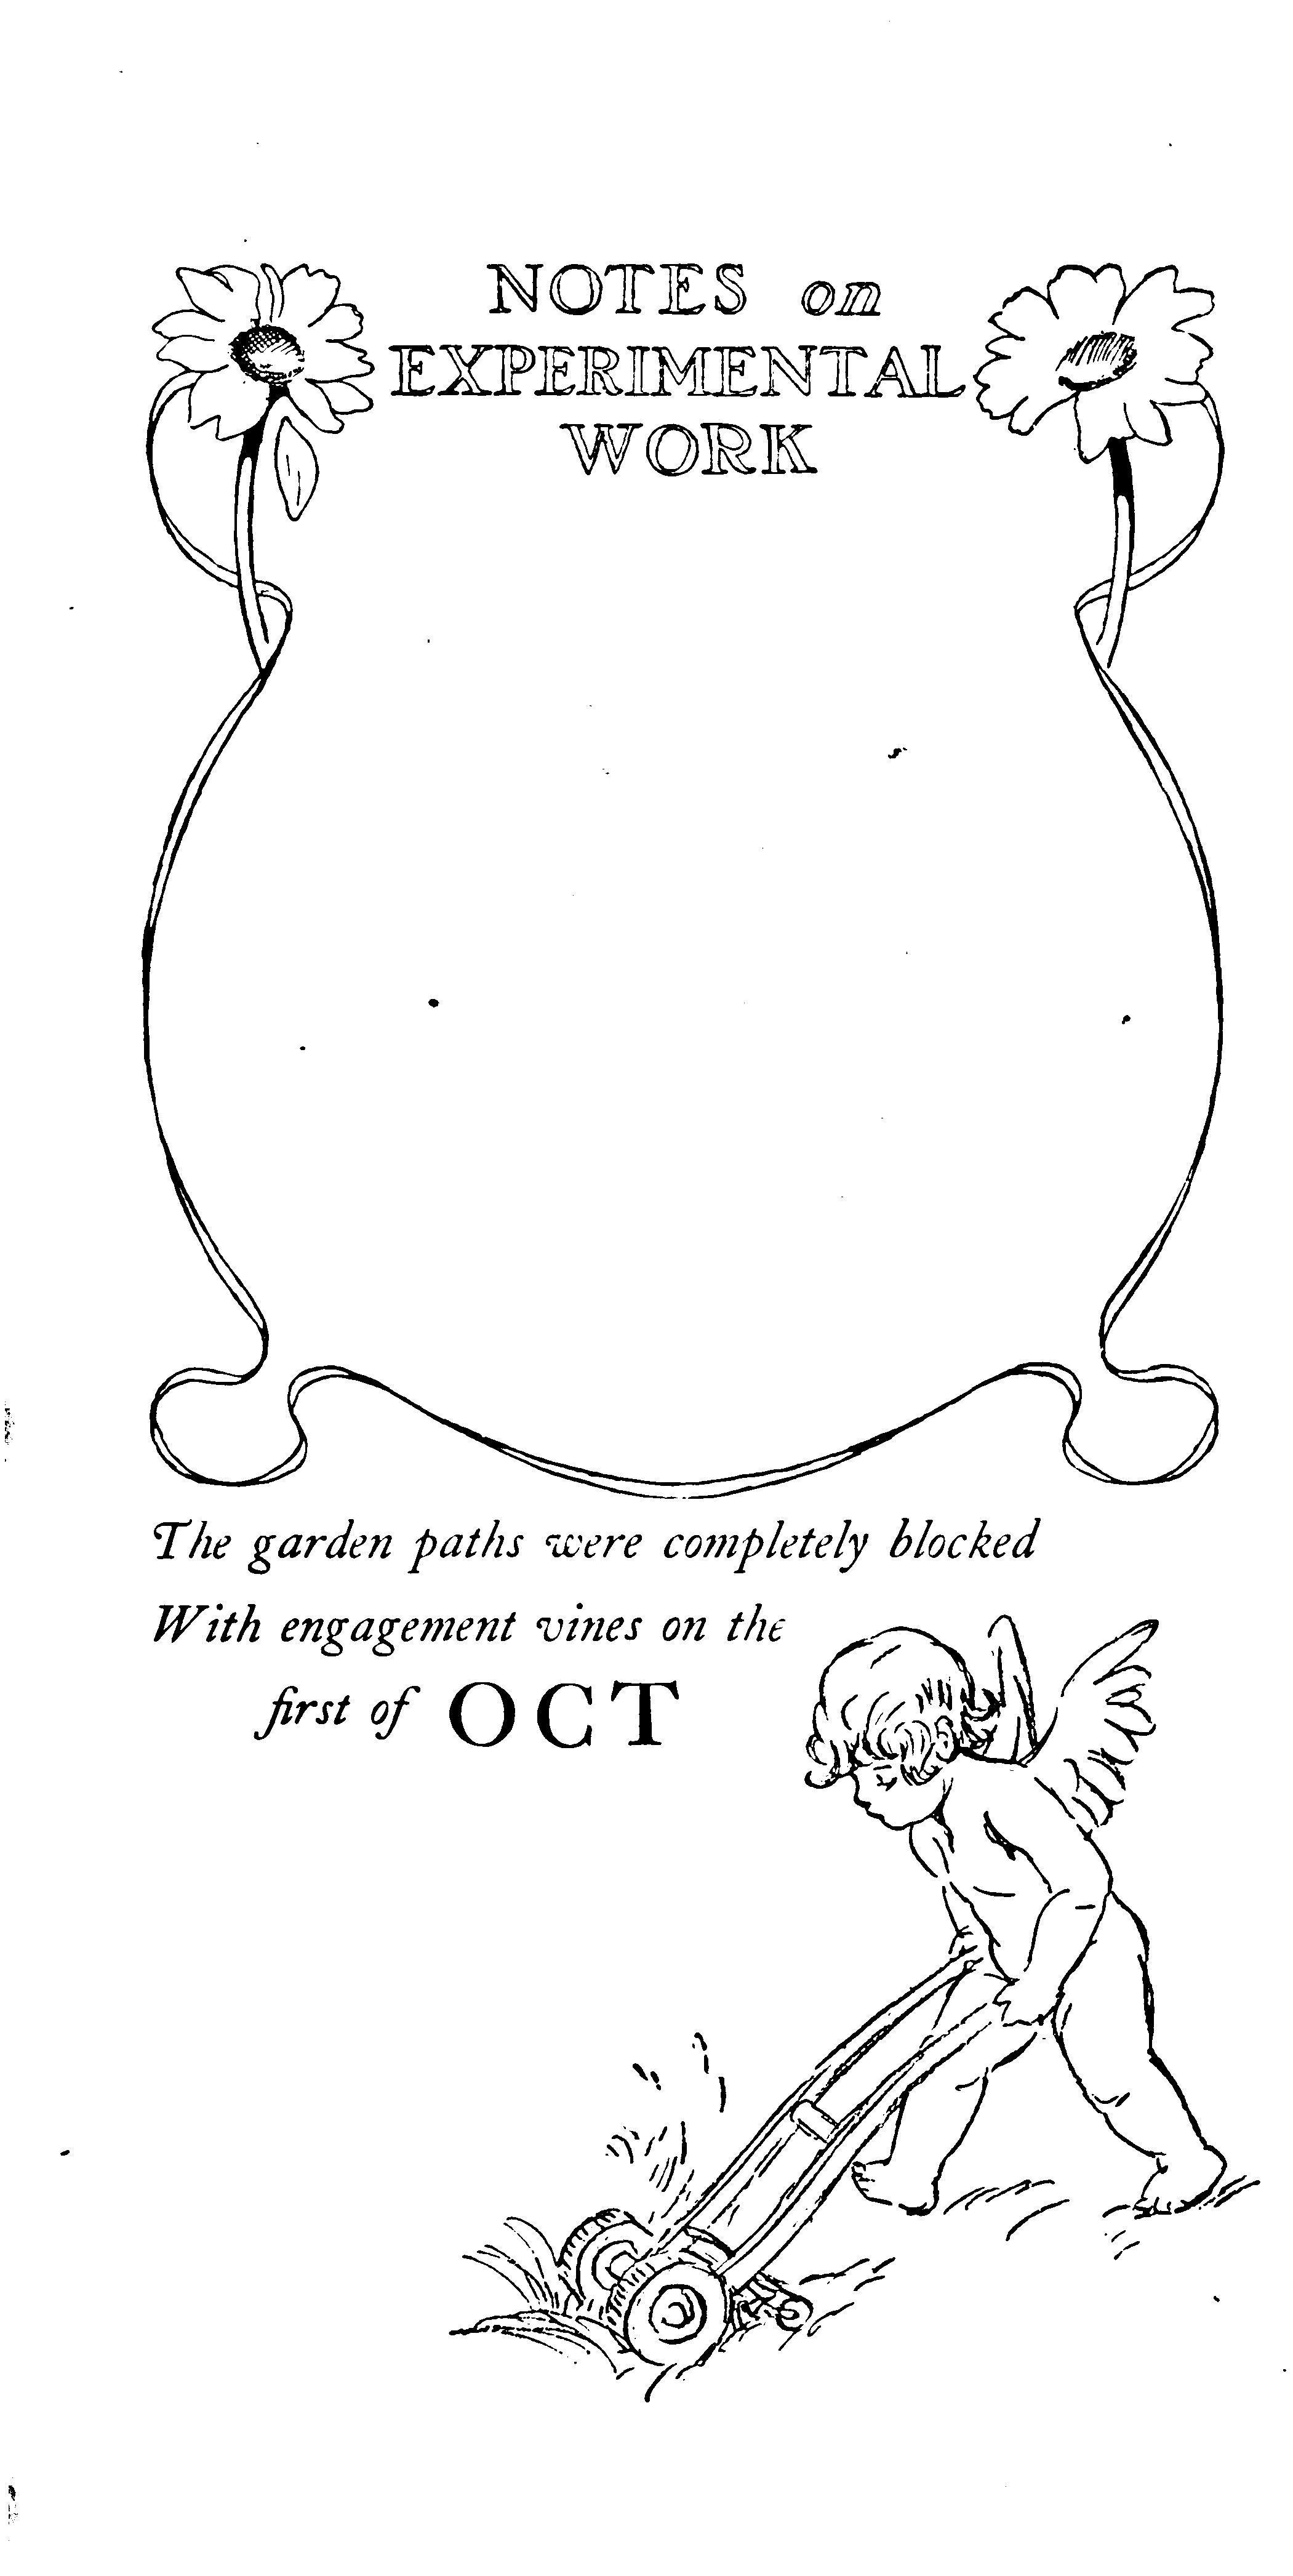 NOTES on
EXPERIMENTAL
WORK
The garden paths were completely blocked
With engagement vines on the
first of OCT